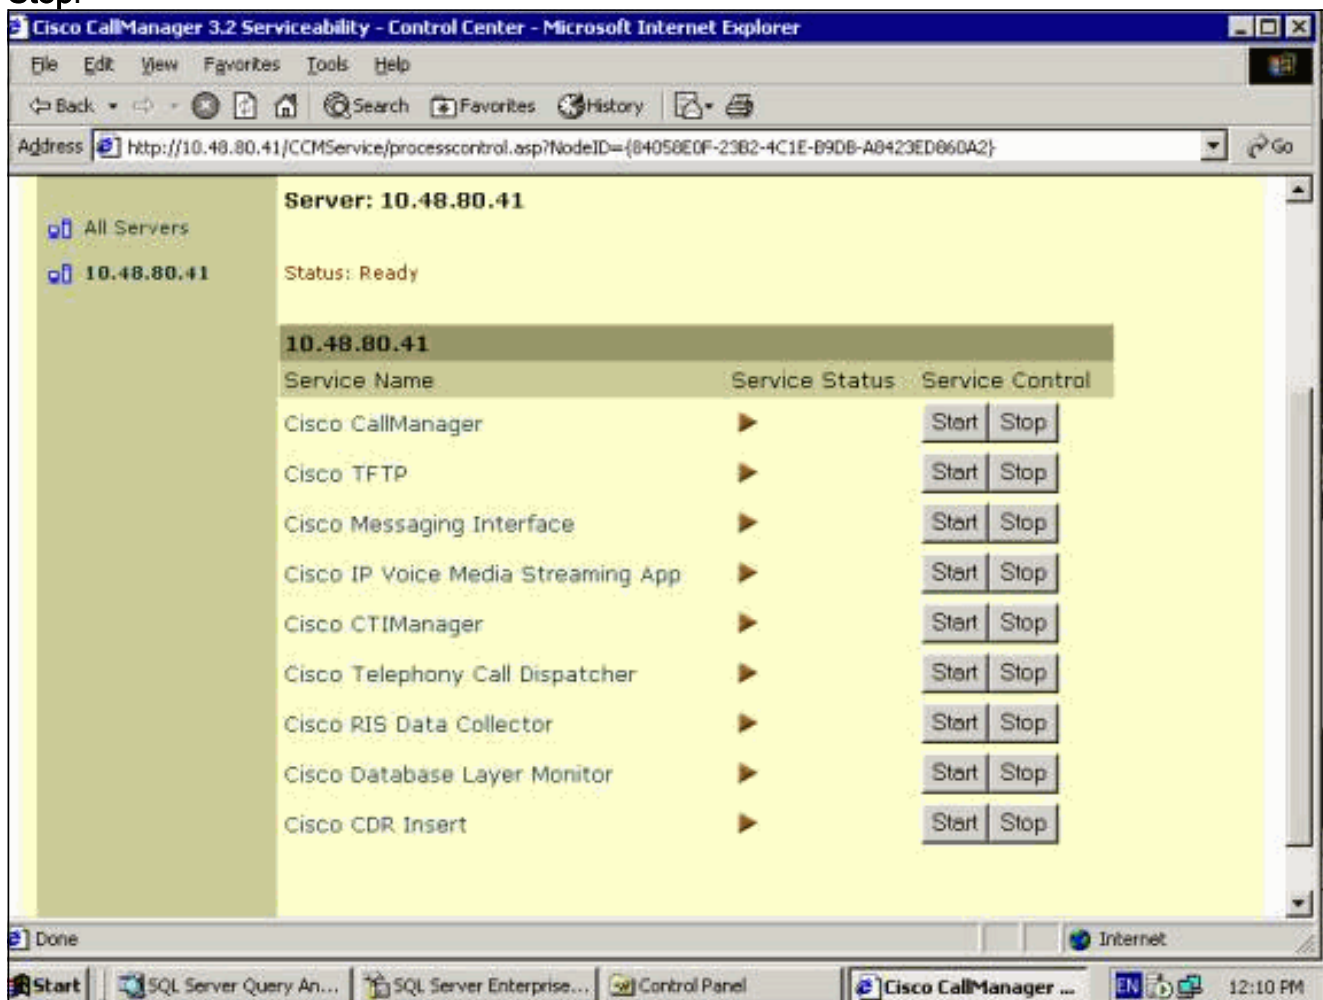 Stop.
Cisco CallManager 3.2 Serviceability - Control Center - Microsoft Internet Explorer
File Edit View Favorites Tools Help
Back Search Favorites History
Address http://10.48.80.41/CCMService/processcontrol.asp?NodeID={84058E0F-23B2-4C1E-B9DB-A8423ED860A2} Go
Server: 10.48.80.41
All Servers
10.48.80.41 Status: Ready
10.48.80.41
Service Name Service Status Service Control
Cisco CallManager Start Stop
Cisco TFTP Start Stop
Cisco Messaging Interface Start Stop
Cisco IP Voice Media Streaming App Start Stop
Cisco CTIManager Start Stop
Cisco Telephony Call Dispatcher Start Stop
Cisco RIS Data Collector Start Stop
Cisco Database Layer Monitor Start Stop
Cisco CDR Insert Start Stop
Done Internet
Start SQL Server Query An... SQL Server Enterprise... Control Panel Cisco CallManager ... EN 12:10 PM